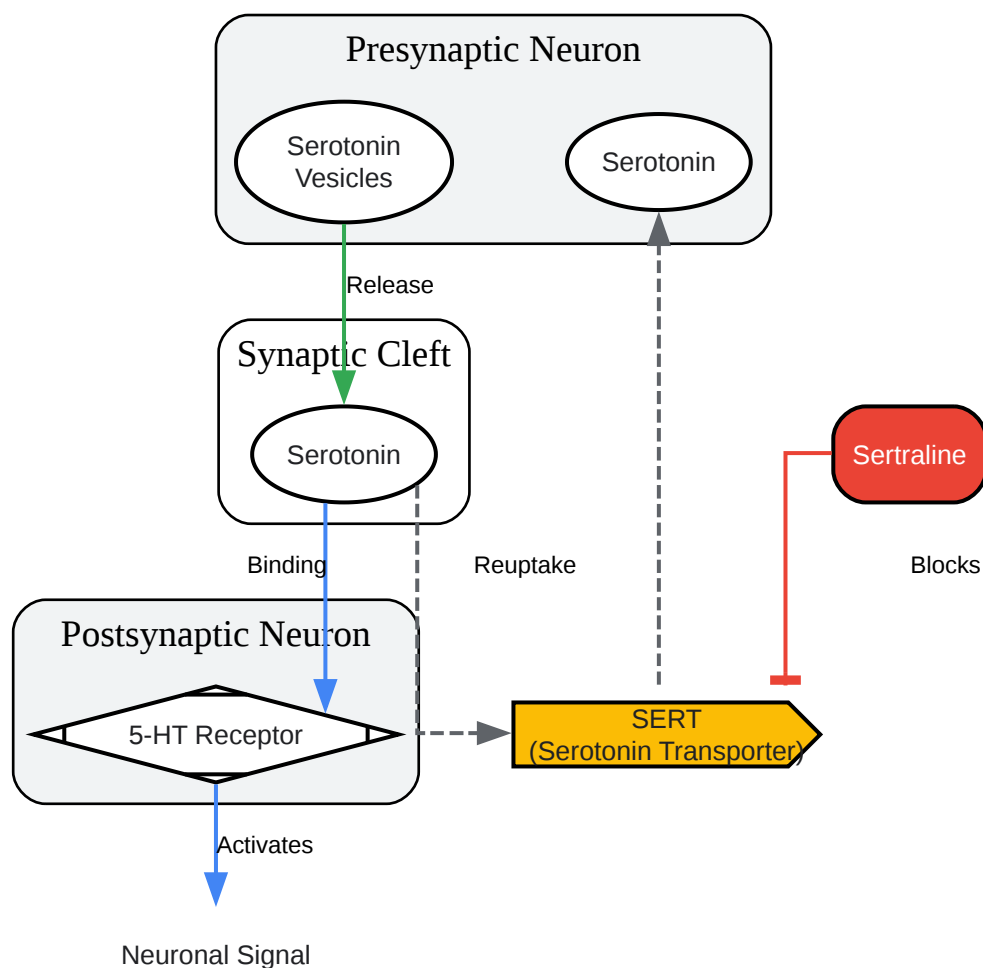 Presynaptic Neuron
Serotonin
Vesicles
Serotonin
Release
Synaptic Cleft
Serotonin
Sertraline
Binding
Reuptake
Blocks
Postsynaptic Neuron
5-HT Receptor
SERT
(Serotonin Transporter)
Activates
Neuronal Signal